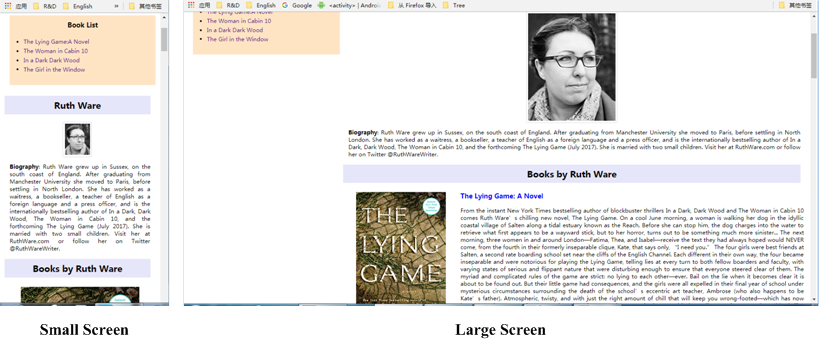 应用 R&D English » 其他书签
Book List
The Lying Game:A Novel
The Woman in Cabin 10
In a Dark Dark Wood
The Girl in the Window
Ruth Ware
Biography: Ruth Ware grew up in Sussex, on the
south coast of England. After graduating from
Manchester University she moved to Paris, before
settling in North London. She has worked as a
waitress, a bookseller, a teacher of English as a
foreign language and a press officer, and is the
internationally bestselling author of In a Dark, Dark
Wood, The Woman in Cabin 10, and the
forthcoming The Lying Game (July 2017). She is
married with two small children. Visit her at
RuthWare.com or follow her on Twitter
@RuthWareWriter.
Books by Ruth Ware
Small Screen
应用 R&D English Google <activity> | Androi 从 Firefox 导入 Tree 其他书签
The Lying Game:A Novel
The Woman in Cabin 10
In a Dark Dark Wood
The Girl in the Window
Biography: Ruth Ware grew up in Sussex, on the south coast of England. After graduating from Manchester University she moved to Paris, before settling in North
London. She has worked as a waitress, a bookseller, a teacher of English as a foreign language and a press officer, and is the internationally bestselling author of In a
Dark, Dark Wood, The Woman in Cabin 10, and the forthcoming The Lying Game (July 2017). She is married with two small children. Visit her at RuthWare.com or follow
her on Twitter @RuthWareWriter.
Books by Ruth Ware
THE
LYING
GAME
The Lying Game: A Novel
From the instant New York Times bestselling author of blockbuster thrillers In a Dark, Dark Wood and The Woman in Cabin 10
comes Ruth Ware's chilling new novel, The Lying Game. On a cool June morning, a woman is walking her dog in the idyllic
coastal village of Salten along a tidal estuary known as the Reach. Before she can stop him, the dog charges into the water to
retrieve what first appears to be a wayward stick, but to her horror, turns out to be something much more sinister... The next
morning, three women in and around London—Fatima, Thea, and Isabel—receive the text they had always hoped would NEVER
come, from the fourth in their formerly inseparable clique, Kate, that says only, "I need you." The four girls were best friends at
Salten, a second rate boarding school set near the cliffs of the English Channel. Each different in their own way, the four became
inseparable and were notorious for playing the Lying Game, telling lies at every turn to both fellow boarders and faculty, with
varying states of serious and flippant nature that were disturbing enough to ensure that everyone steered clear of them. The
myriad and complicated rules of the game are strict: no lying to each other—ever. Bail on the lie when it becomes clear it is
about to be found out. But their little game had consequences, and the girls were all expelled in their final year of school under
mysterious circumstances surrounding the death of the school's eccentric art teacher, Ambrose (who also happens to be
Kate's father). Atmospheric, twisty, and with just the right amount of chill that will keep you wrong-footed—which has now
Large Screen